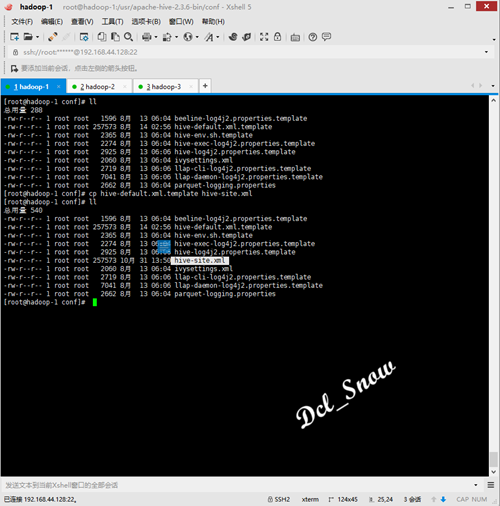 hadoop-1 root@hadoop-1:/usr/apache-hive-2.3.6-bin/conf - Xshell 5
文件(F) 编辑(E) 查看(V) 工具(T) 选项卡(B) 窗口(W) 帮助(H)
ssh://root:******@192.168.44.128:22
要添加当前会话，点击左侧的箭头按钮。
1 hadoop-1 2 hadoop-2 3 hadoop-3
[root@hadoop-1 conf]# ll
总用量 288
-rw-r--r-- 1 root root 1596 8月 13 06:04 beeline-log4j2.properties.template
-rw-r--r-- 1 root root 257573 8月 14 02:56 hive-default.xml.template
-rw-r--r-- 1 root root 2365 8月 13 06:04 hive-env.sh.template
-rw-r--r-- 1 root root 2274 8月 13 06:04 hive-exec-log4j2.properties.template
-rw-r--r-- 1 root root 2925 8月 13 06:06 hive-log4j2.properties.template
-rw-r--r-- 1 root root 2060 8月 13 06:04 ivysettings.xml
-rw-r--r-- 1 root root 2719 8月 13 06:06 llap-cli-log4j2.properties.template
-rw-r--r-- 1 root root 7041 8月 13 06:06 llap-daemon-log4j2.properties.template
-rw-r--r-- 1 root root 2662 8月 13 06:04 parquet-logging.properties
[root@hadoop-1 conf]# cp hive-default.xml.template hive-site.xml
[root@hadoop-1 conf]# ll
总用量 540
-rw-r--r-- 1 root root 1596 8月 13 06:04 beeline-log4j2.properties.template
-rw-r--r-- 1 root root 257573 8月 14 02:56 hive-default.xml.template
-rw-r--r-- 1 root root 2365 8月 13 06:04 hive-env.sh.template
-rw-r--r-- 1 root root 2274 8月 13 hive-exec-log4j2.properties.template
-rw-r--r-- 1 root root 2925 8月 13 hive-log4j2.properties.template
-rw-r--r-- 1 root root 257573 10月 31 13:50 hive-site.xml
-rw-r--r-- 1 root root 2060 8月 13 06:04 ivysettings.xml
-rw-r--r-- 1 root root 2719 8月 13 06:06 llap-cli-log4j2.properties.template
-rw-r--r-- 1 root root 7041 8月 13 06:06 llap-daemon-log4j2.properties.template
-rw-r--r-- 1 root root 2662 8月 13 06:04 parquet-logging.properties
[root@hadoop-1 conf]#
Dcl_Snow
发送文本到当前Xshell窗口的全部会话
已连接 192.168.44.128:22。 SSH2 xterm 124x45 25,24 3 会话 CAP NUM